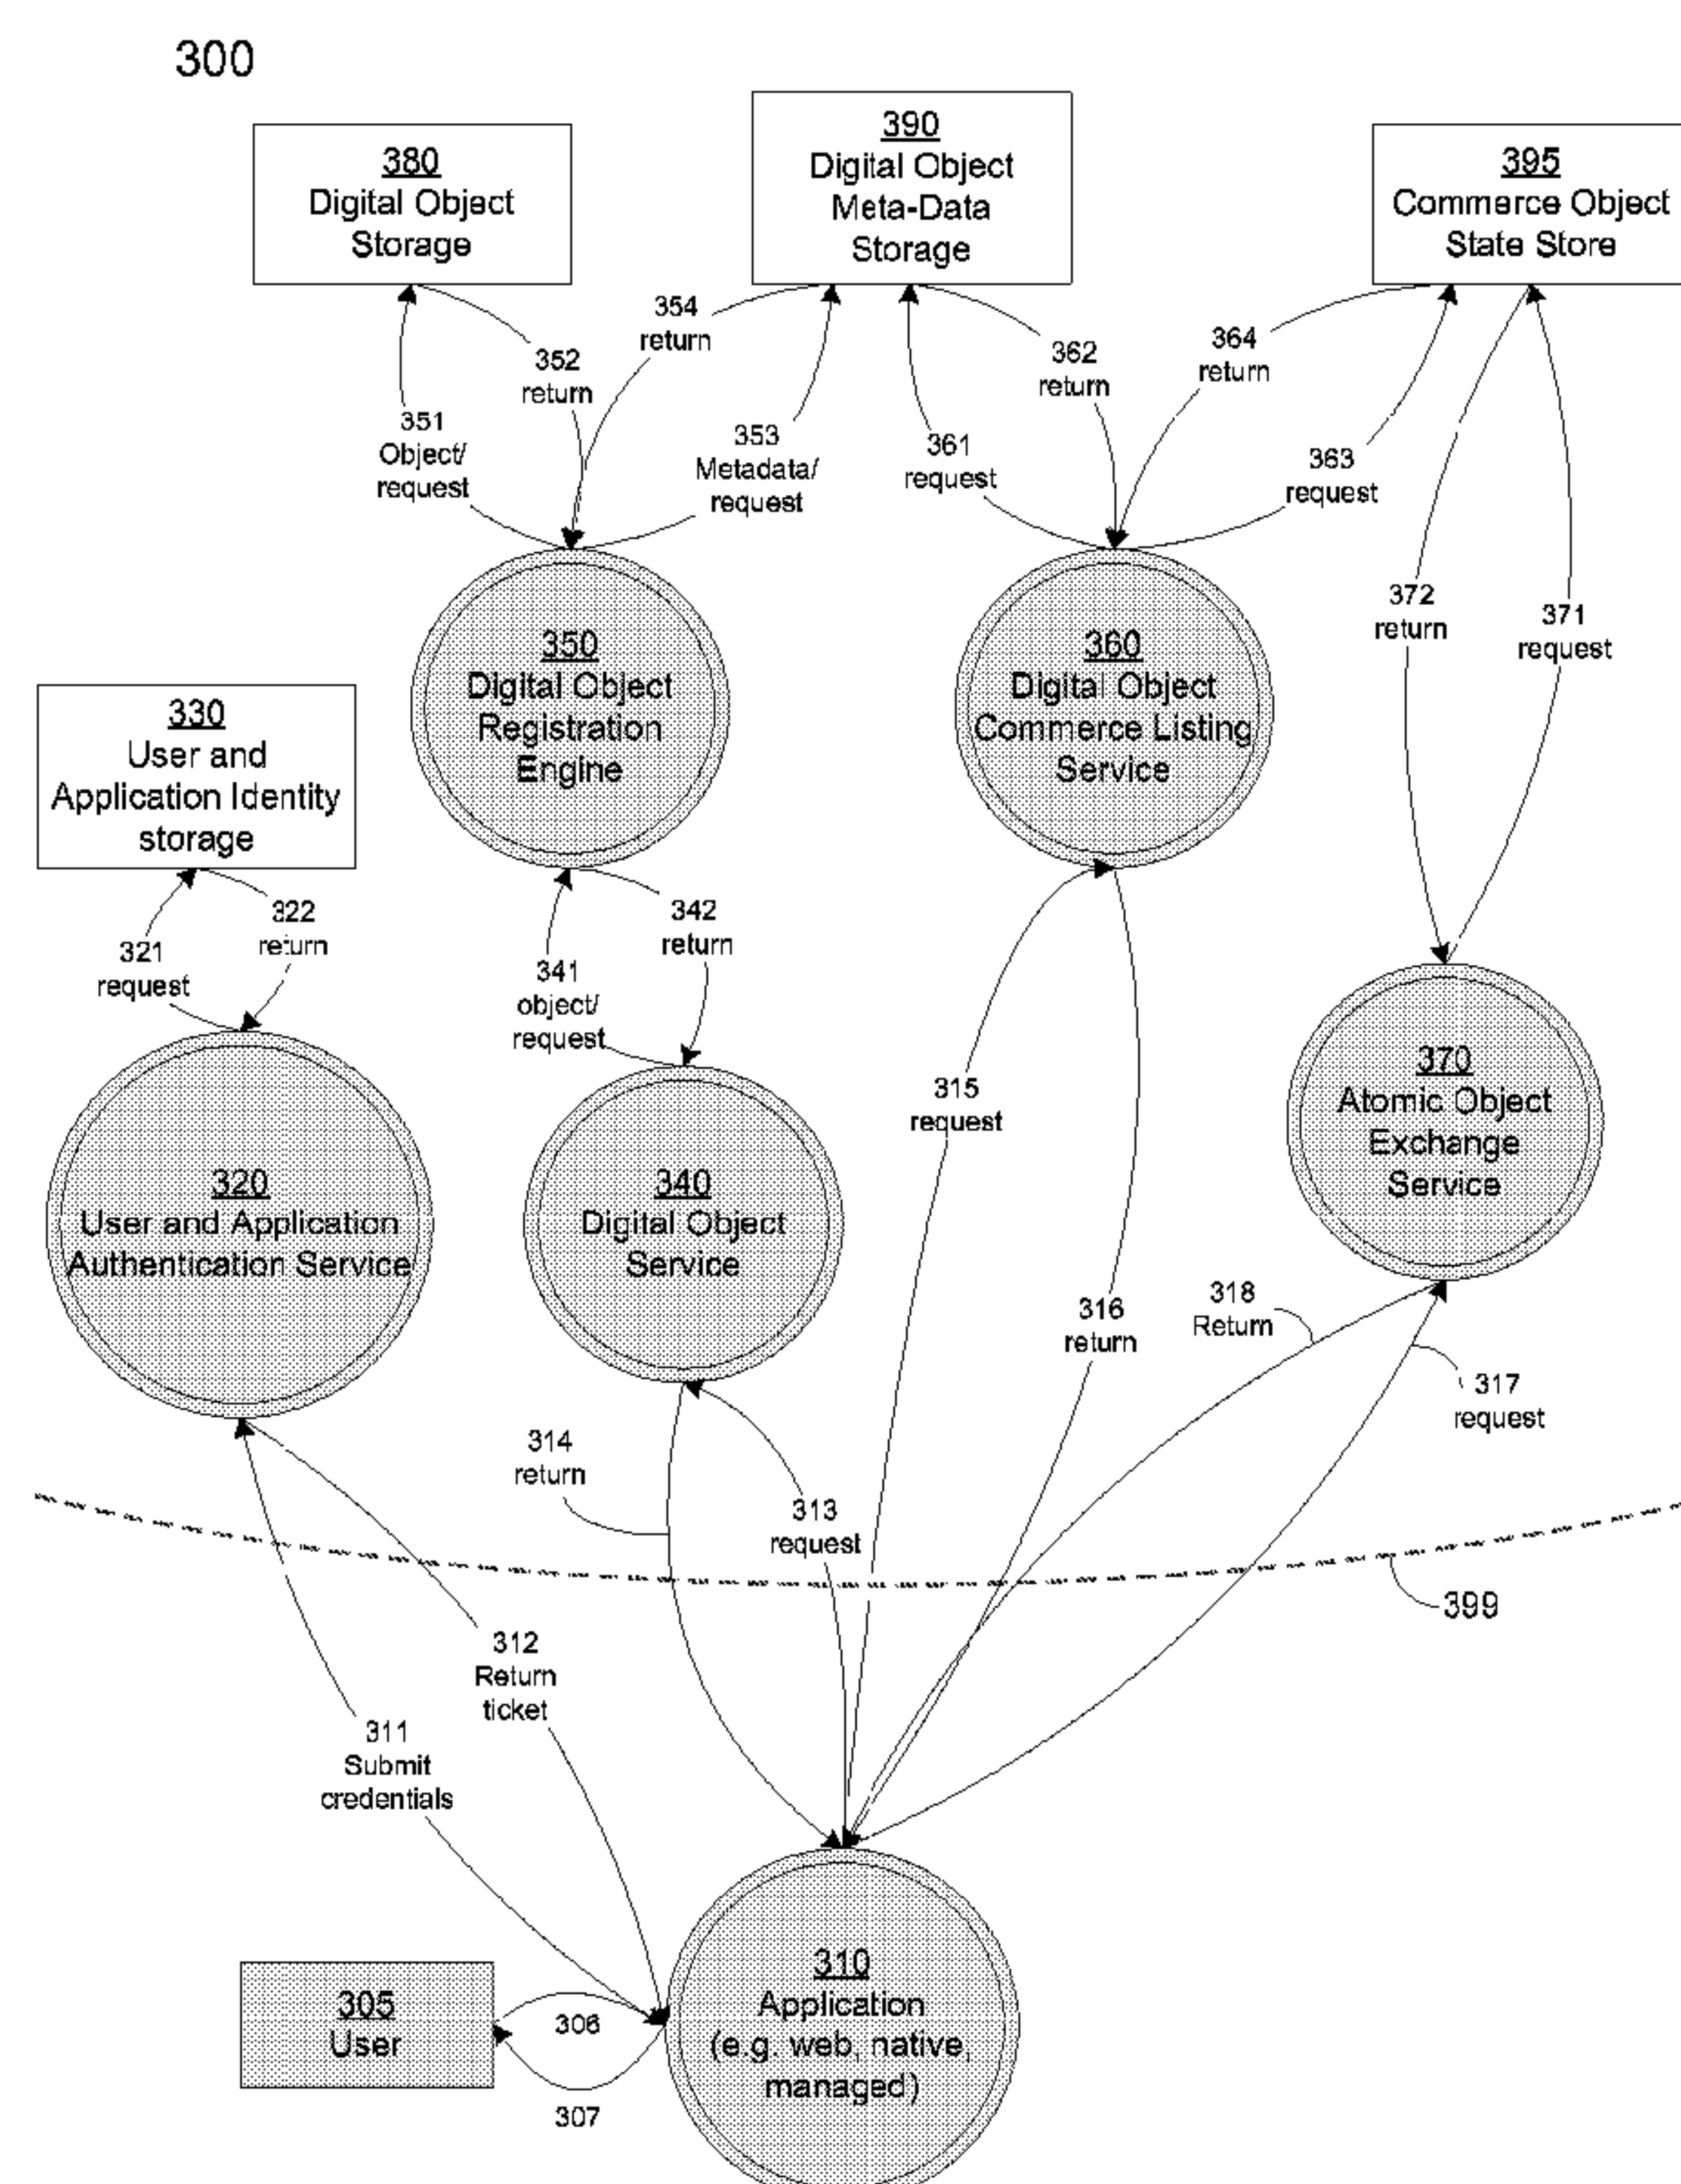 300
380
Digital Object
Storage
390
Digital Object
Meta-Data
Storage
395
Commerce Object
State Store
354
return
352
return
362
return
364
return
351
Object/
request
353
Metadata/
request
361
request
363
request
372
return
371
request
350
Digital Object
Registration
Engine
360
Digital Object
Commerce Listing
Service
330
User and
Application Identity
storage
322
return
321
request
342
return
341
object/
request
315
request
370
Atomic Object
Exchange
Service
320
User and Application
Authentication Service
340
Digital Object
Service
316
return
318
Return
317
request
314
return
313
request
399
312
Return
ticket
311
Submit
credentials
305
User
306
307
310
Application
(e.g. web, native,
managed)